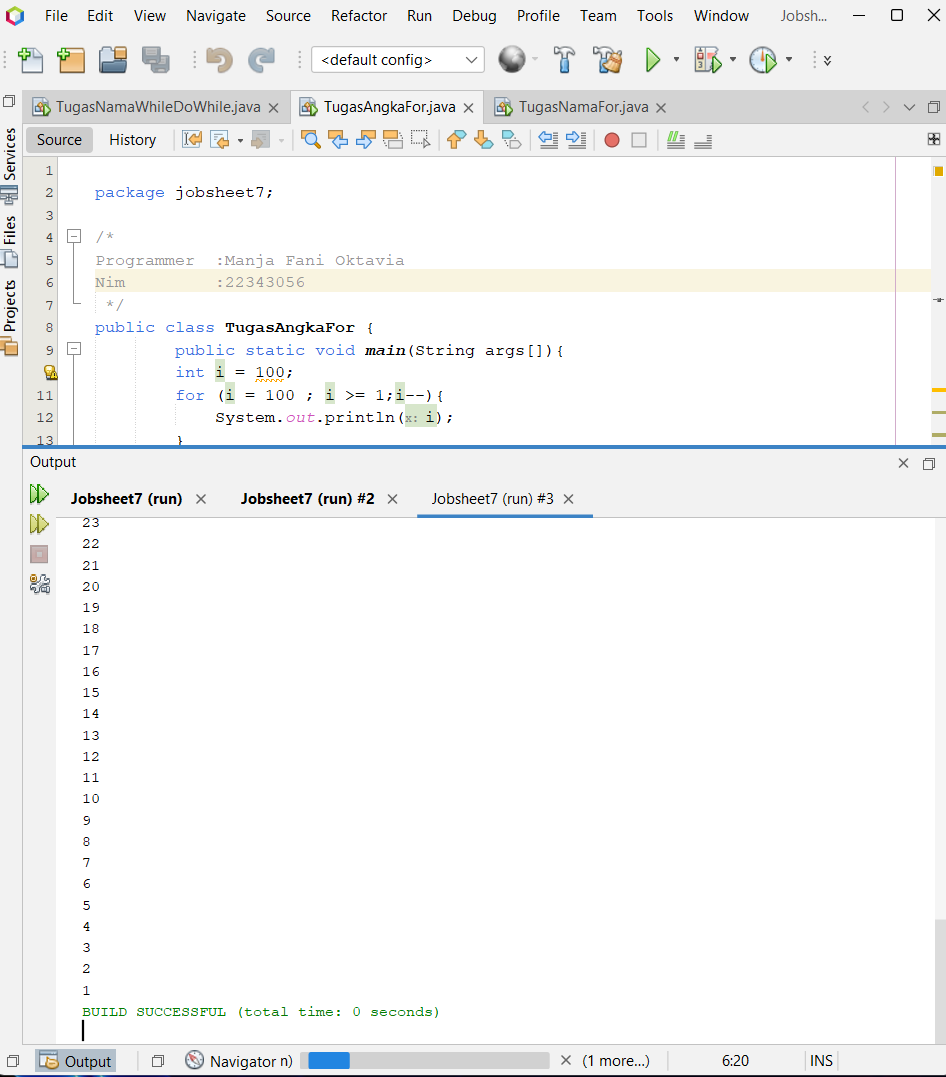 File Edit View Navigate Source Refactor Run Debug Profile Team Tools Window Jobsh...
<default config>
TugasNamaWhileDoWhile.java TugasAngkaFor.java TugasNamaFor.java
Source History
Services
Files
Projects
1
2 package jobsheet7;
3
4 /*
5 Programmer :Manja Fani Oktavia
6 Nim :22343056
7 */
8 public class TugasAngkaFor {
9 public static void main(String args[]){
int i = 100;
11 for (i = 100 ; i >= 1;i--){
12 System.out.println(x: i);
13 }
Output
Jobsheet7 (run) Jobsheet7 (run) #2 Jobsheet7 (run) #3
23
22
21
20
19
18
17
16
15
14
13
12
11
10
9
8
7
6
5
4
3
2
1
BUILD SUCCESSFUL (total time: 0 seconds)
Output Navigator n) (1 more...) 6:20 INS